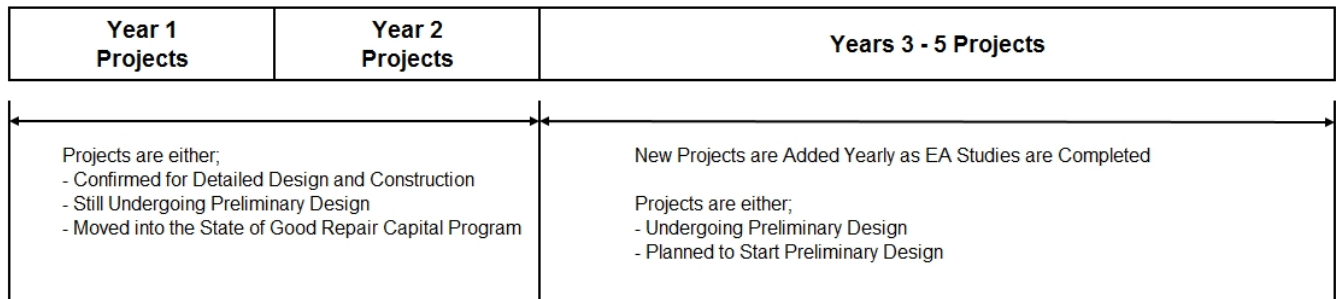 Year 1
Projects
Year 2
Projects
Years 3 - 5 Projects
Projects are either;
- Confirmed for Detailed Design and Construction
- Still Undergoing Preliminary Design
- Moved into the State of Good Repair Capital Program
New Projects are Added Yearly as EA Studies are Completed
Projects are either;
- Undergoing Preliminary Design
- Planned to Start Preliminary Design